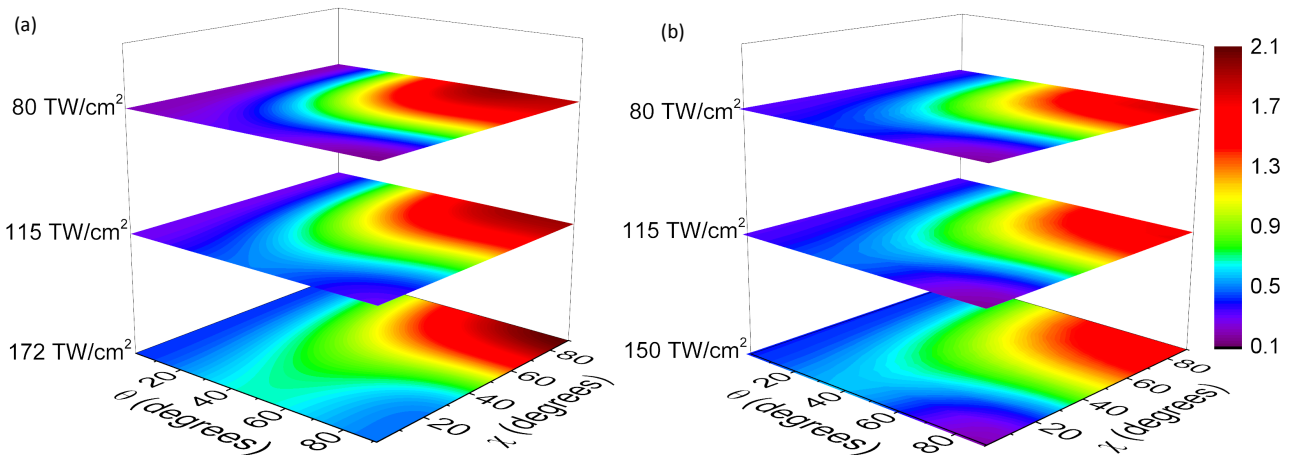 (a)
80 TW/cm²
115 TW/cm²
172 TW/cm²
20
40
60
80
θ (degrees)
20
40
60
80
χ (degrees)
(b)
80 TW/cm²
115 TW/cm²
150 TW/cm²
20
40
60
80
θ (degrees)
20
40
60
80
χ (degrees)
2.1
1.7
1.3
0.9
0.5
0.1